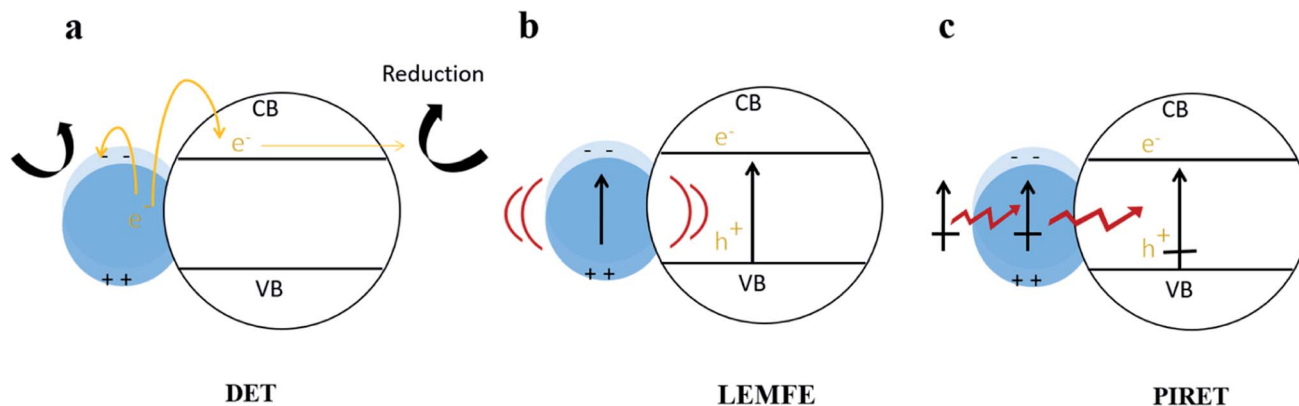 a
Reduction
CB
e⁻
- -
e⁻
+ +
VB
DET
b
CB
e⁻
- -
h⁺
+ +
VB
LEMFE
c
CB
e⁻
- -
h⁺
+ +
VB
PIRET